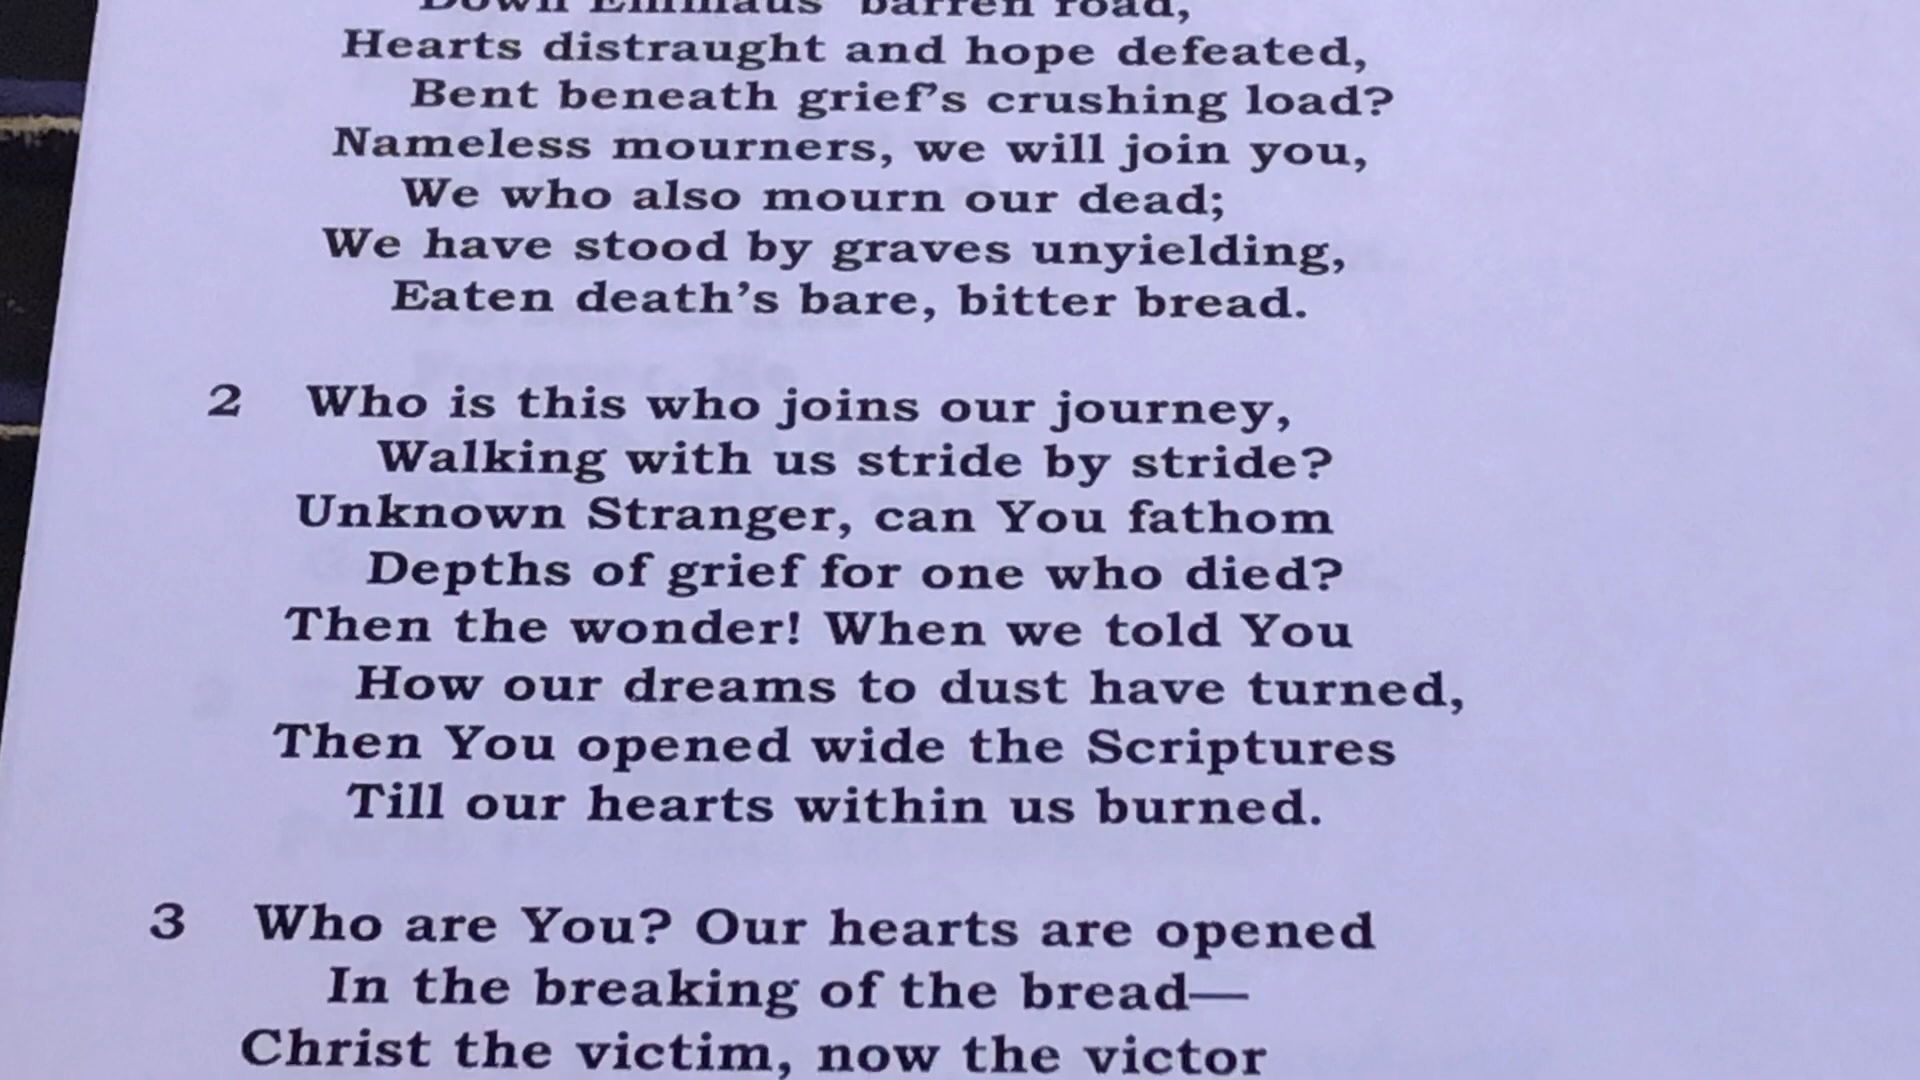 Down Emmaus' barren road,
Hearts distraught and hope defeated,
Bent beneath grief's crushing load?
Nameless mourners, we will join you,
We who also mourn our dead;
We have stood by graves unyielding,
Eaten death's bare, bitter bread.
2 Who is this who joins our journey,
Walking with us stride by stride?
Unknown Stranger, can You fathom
Depths of grief for one who died?
Then the wonder! When we told You
How our dreams to dust have turned,
Then You opened wide the Scriptures
Till our hearts within us burned.
3 Who are You? Our hearts are opened
In the breaking of the bread—
Christ the victim, now the victor